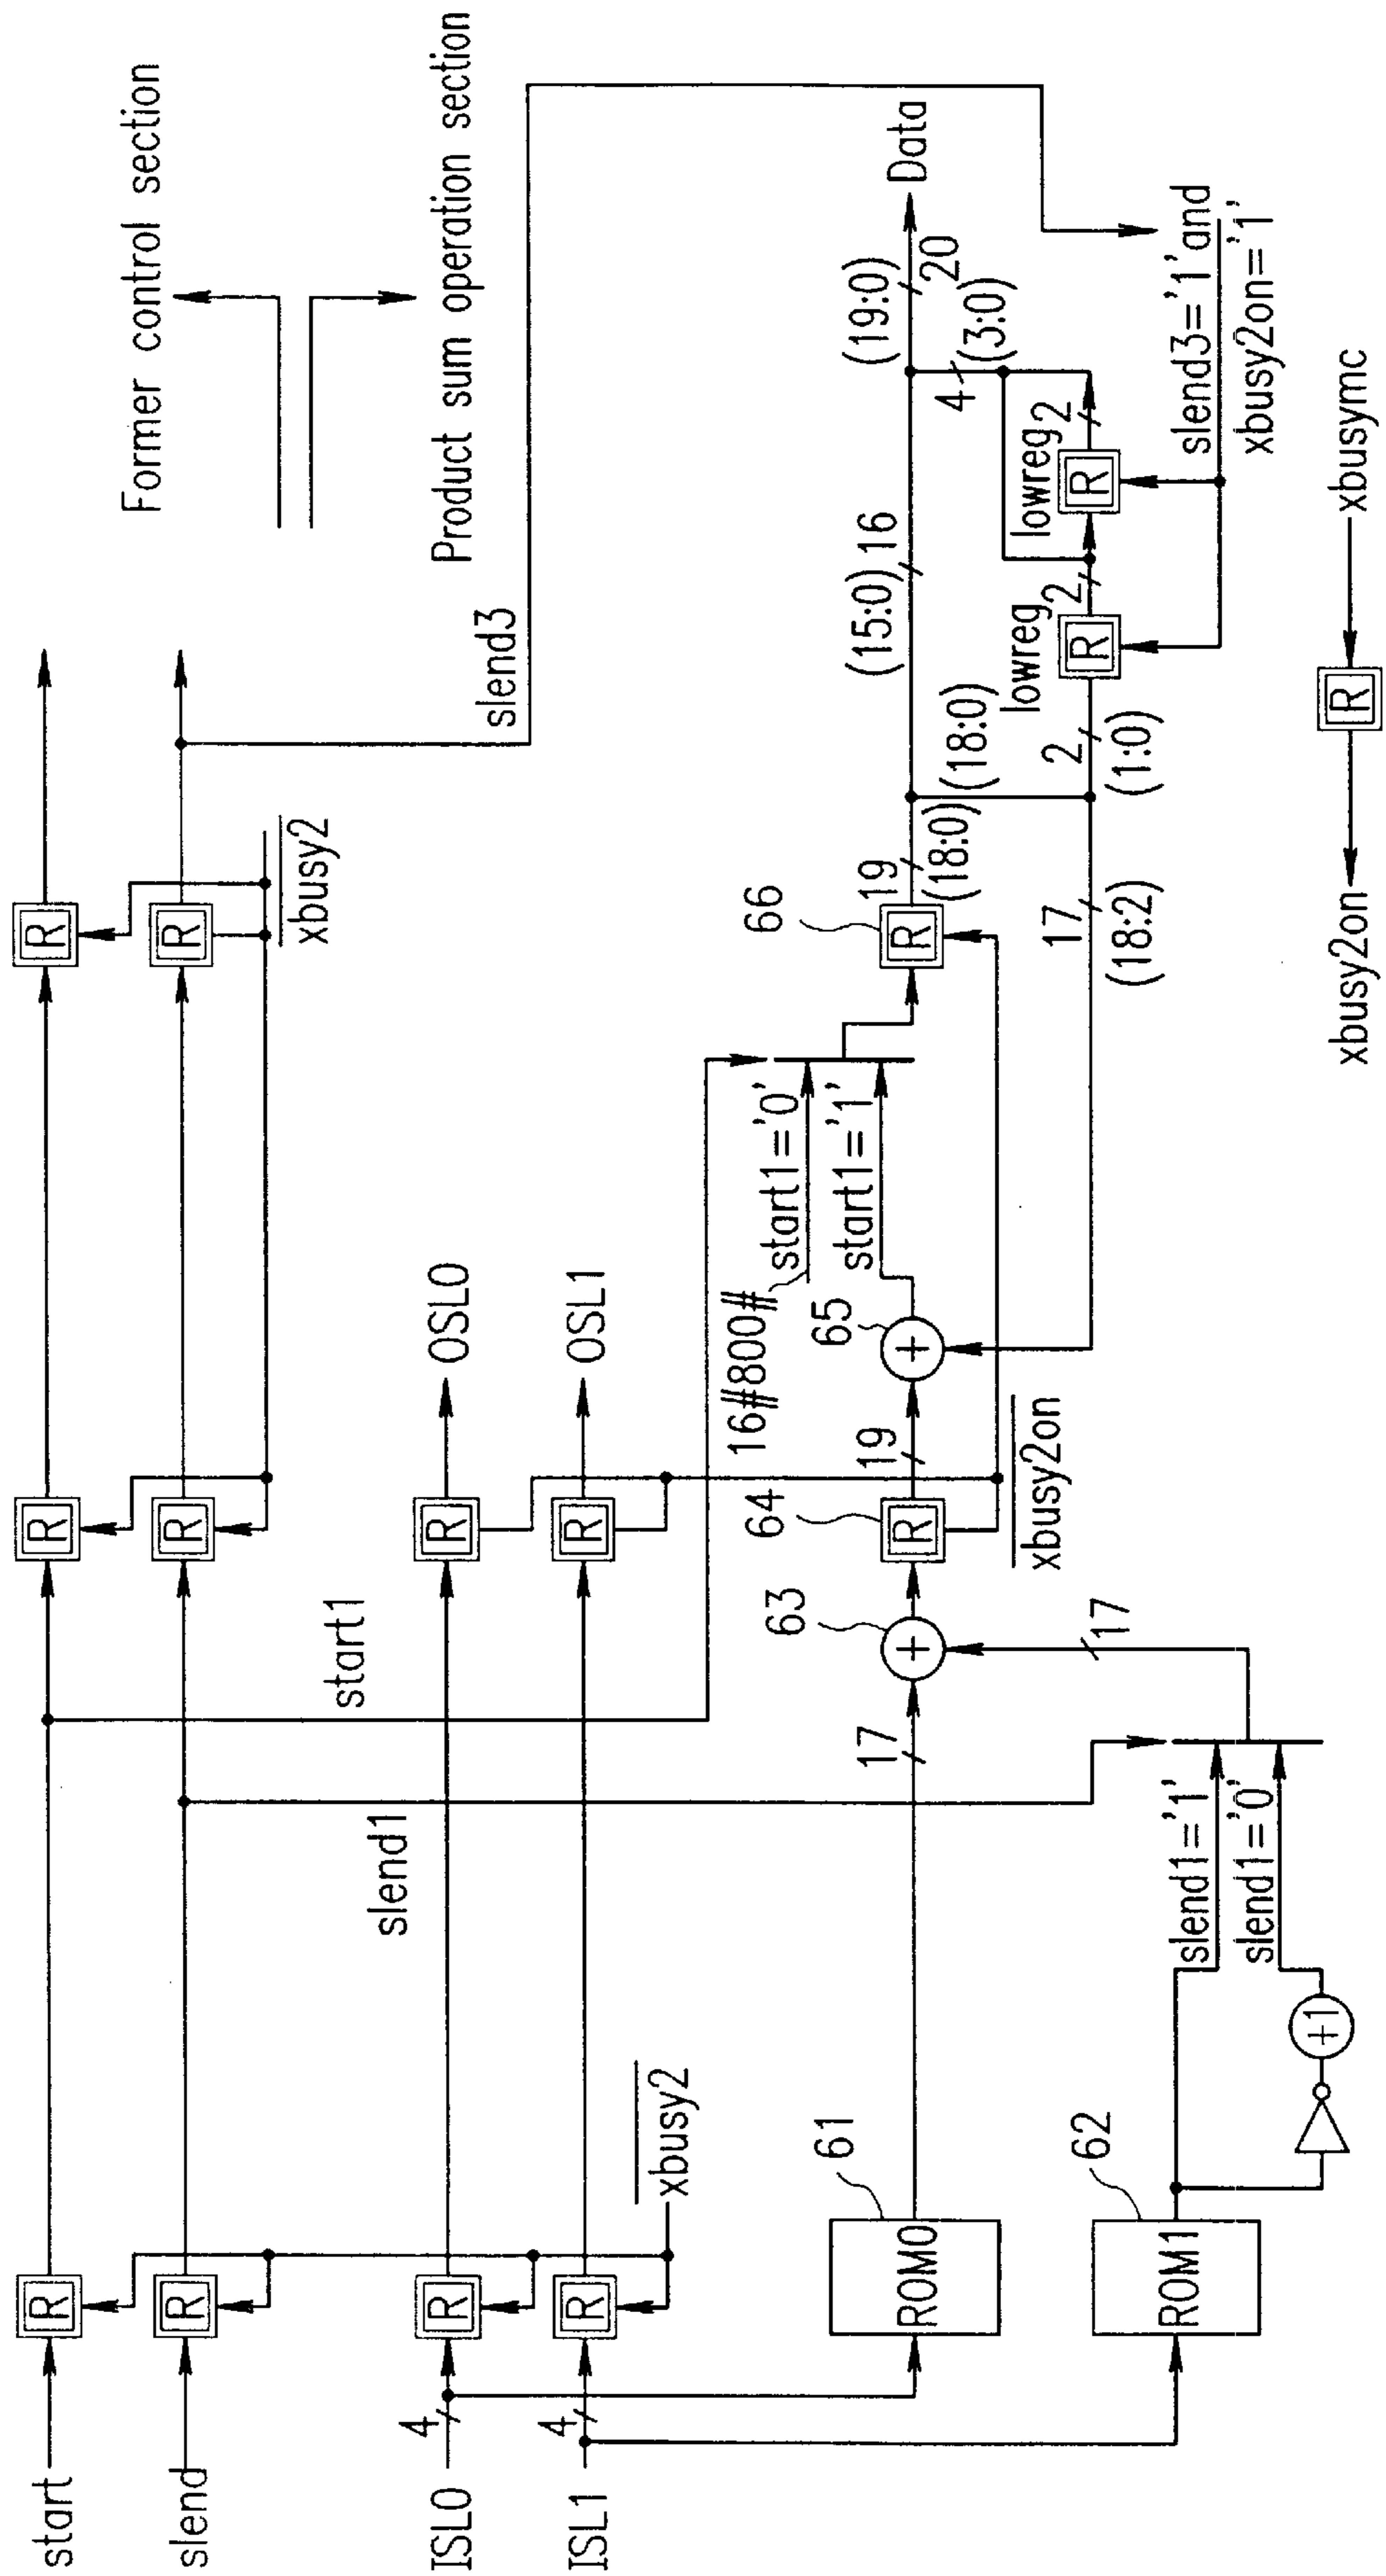 Former control section
Product sum operation section
start
R
R
R
slend
R
R
R
xbusy2
slend3
start1
slend1
ISL0
4
R
R
OSL0
ISL1
4
R
R
OSL1
xbusy2
16#800#
start1='0'
start1='1'
ROM0
61
17
63
+
64
R
19
65
+
66
R
19
(18:0)
(18:0)
(15:0)
16
(19:0)
20
Data
4
(3:0)
xbusy2on
17
(18:2)
2
(1:0)
lowreg
R
2
lowreg
R
2
slend3='1' and
xbusy2on='1'
ROM1
62
slend1='1'
slend1='0'
+1
17
xbusy2on
R
xbusymc